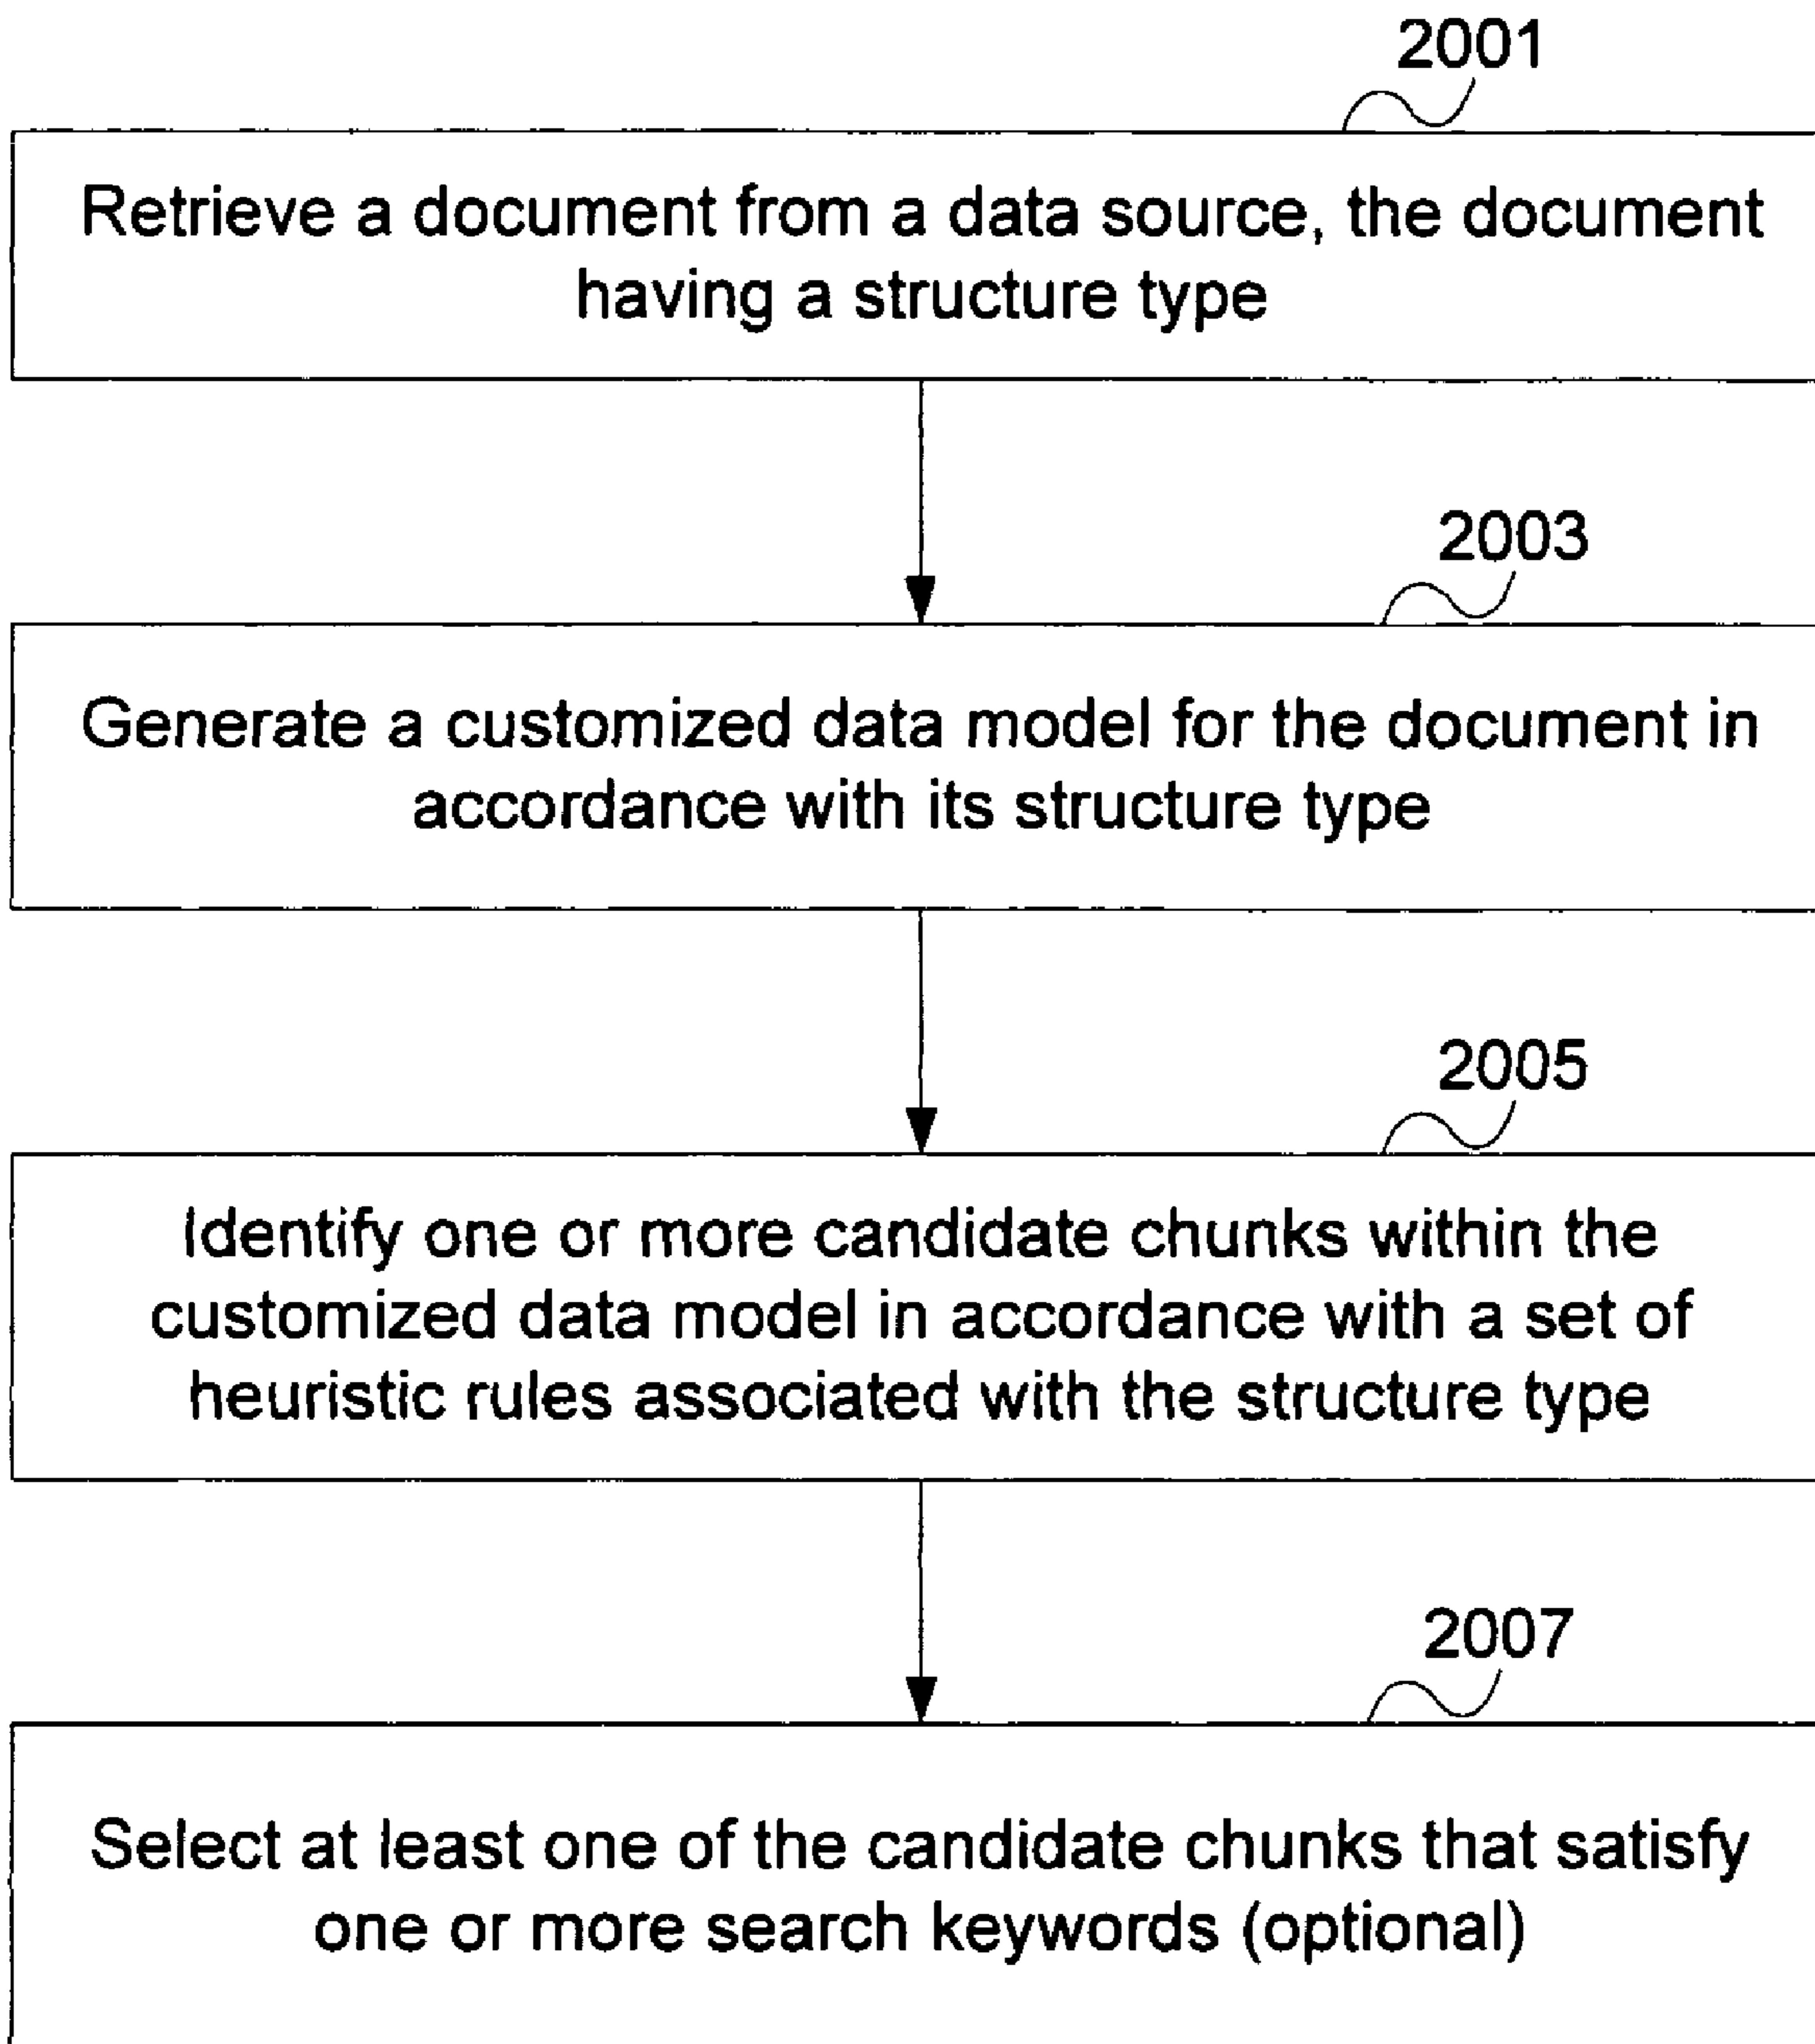 2001
Retrieve a document from a data source, the document
having a structure type
2003
Generate a customized data model for the document in
accordance with its structure type
2005
Identify one or more candidate chunks within the
customized data model in accordance with a set of
heuristic rules associated with the structure type
2007
Select at least one of the candidate chunks that satisfy
one or more search keywords (optional)